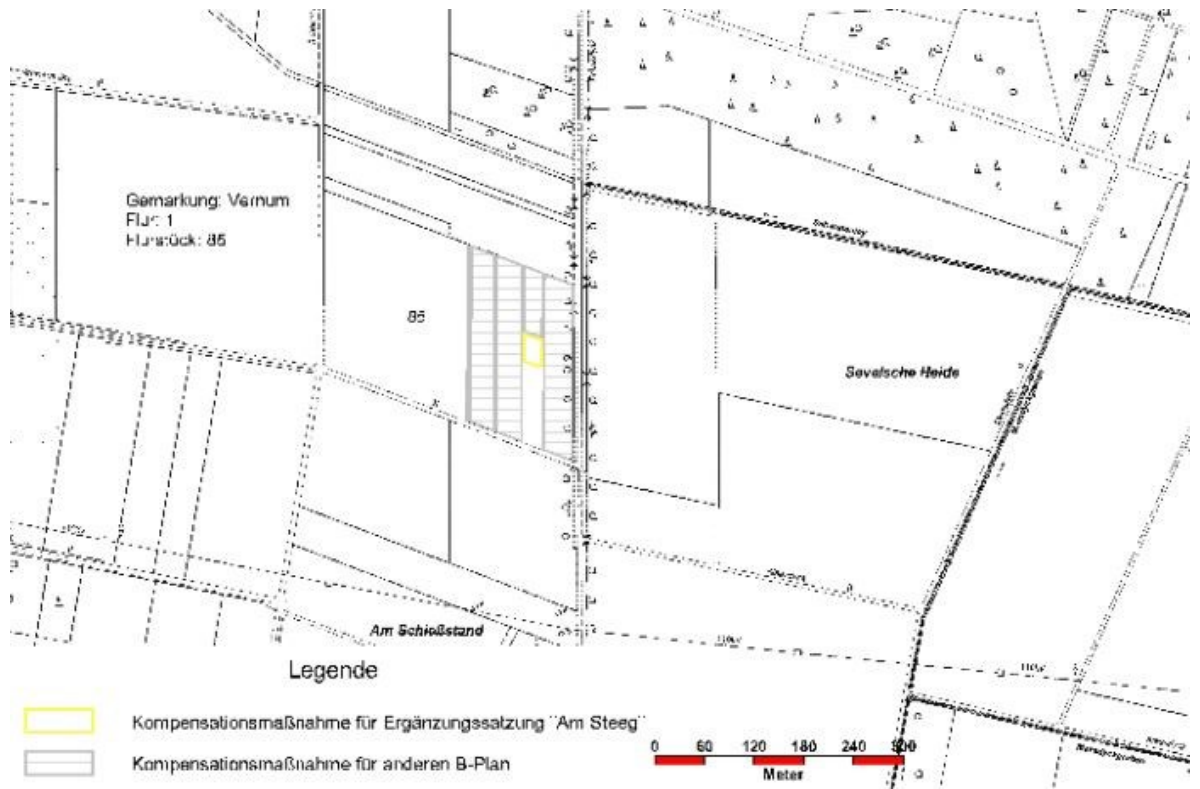 Gemarkung: Vernum
Flur: 1
Flurstück: 85
85
Sevelsche Heide
Am Schießstand
Legende
Kompensationsmaßnahme für Ergänzungssatzung "Am Steeg"
Kompensationsmaßnahme für anderen B-Plan
0 60 120 180 240 300
Meter